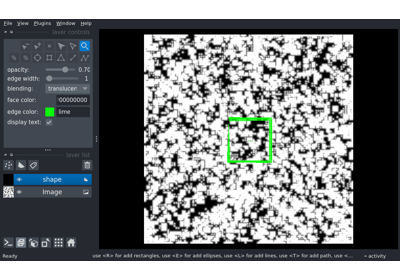 File View Plugins Window Help
layer controls
opacity: 0.70
edge width: 1
blending: translucen
face color: 00000000
edge color: lime
display text: ✓
layer list
shape
Image
Ready
use <R> for add rectangles, use <E> for add ellipses, use <L> for add lines, use <T> for add path, use <...
activity